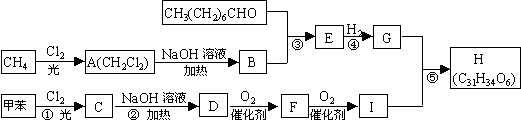 CH₃(CH₂)₆CHO
③ E H₂ ④ G
CH₄ Cl₂ 光 A(CH₂Cl₂) NaOH 溶液 加热 B
⑤ H (C₃₁H₃₄O₆)
甲苯 Cl₂ ① 光 C NaOH 溶液 ② 加热 D O₂ 催化剂 F O₂ 催化剂 I